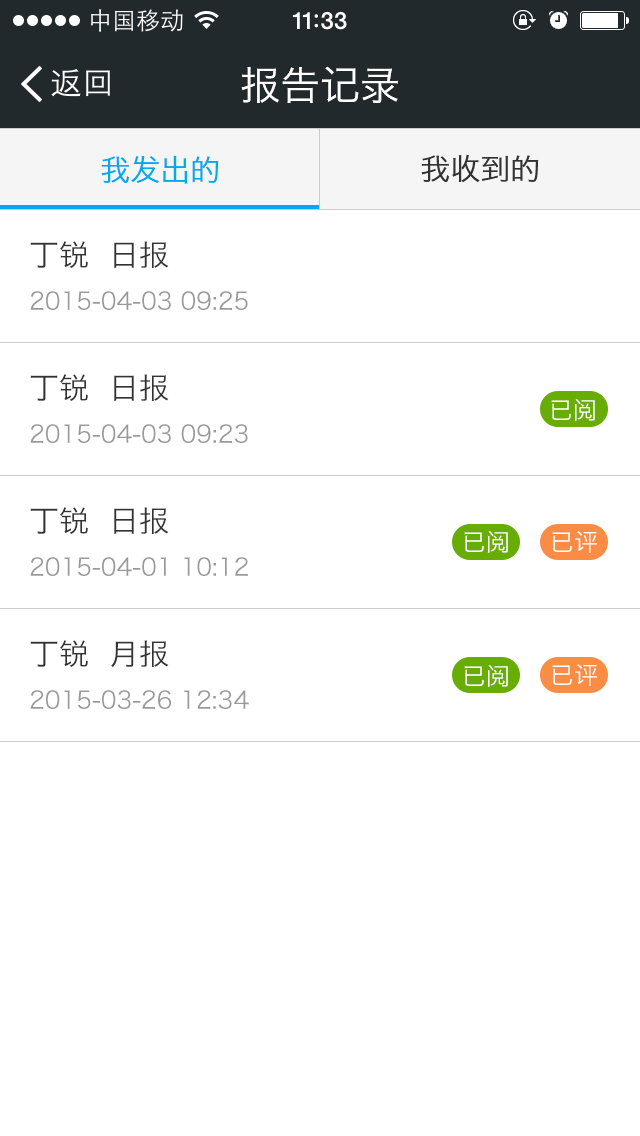 中国移动 11:33
返回 报告记录
我发出的 我收到的
丁锐 日报
2015-04-03 09:25
丁锐 日报
已阅
2015-04-03 09:23
丁锐 日报
已阅 已评
2015-04-01 10:12
丁锐 月报
已阅 已评
2015-03-26 12:34